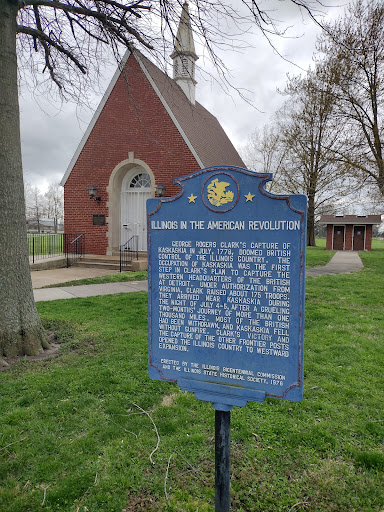 ILLINOIS IN THE AMERICAN REVOLUTION
GEORGE ROGERS CLARK'S CAPTURE OF
KASKASKIA IN JULY, 1778, DOOMED BRITISH
CONTROL OF THE ILLINOIS COUNTRY. THE
OCCUPATION OF KASKASKIA WAS THE FIRST
STEP IN CLARK'S PLAN TO CAPTURE THE
WESTERN HEADQUARTERS OF THE BRITISH
AT DETROIT. UNDER AUTHORIZATION FROM
VIRGINIA, CLARK RAISED ABOUT 175 TROOPS.
THEY ARRIVED NEAR KASKASKIA DURING
THE NIGHT OF JULY 4-5, AFTER A GRUELING
TWO-MONTHS' JOURNEY OF MORE THAN ONE
THOUSAND MILES. MOST OF THE BRITISH
HAD BEEN WITHDRAWN, AND KASKASKIA FELL
WITHOUT GUNFIRE. CLARK'S VICTORY AND
THE CAPTURE OF THE OTHER FRONTIER POSTS
OPENED THE ILLINOIS COUNTRY TO WESTWARD
EXPANSION.
ERECTED BY THE ILLINOIS BICENTENNIAL COMMISSION
AND THE ILLINOIS STATE HISTORICAL SOCIETY, 1976